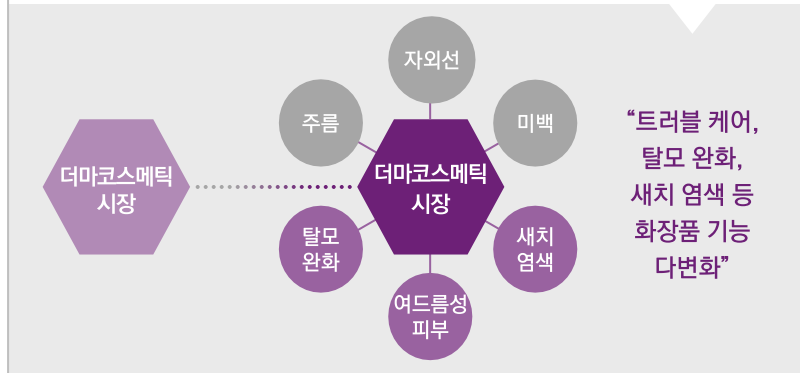 더마코스메틱
시장
자외선
주름
미백
더마코스메틱
시장
탈모
완화
새치
염색
여드름성
피부
“트러블 케어,
탈모 완화,
새치 염색 등
화장품 기능
다변화”